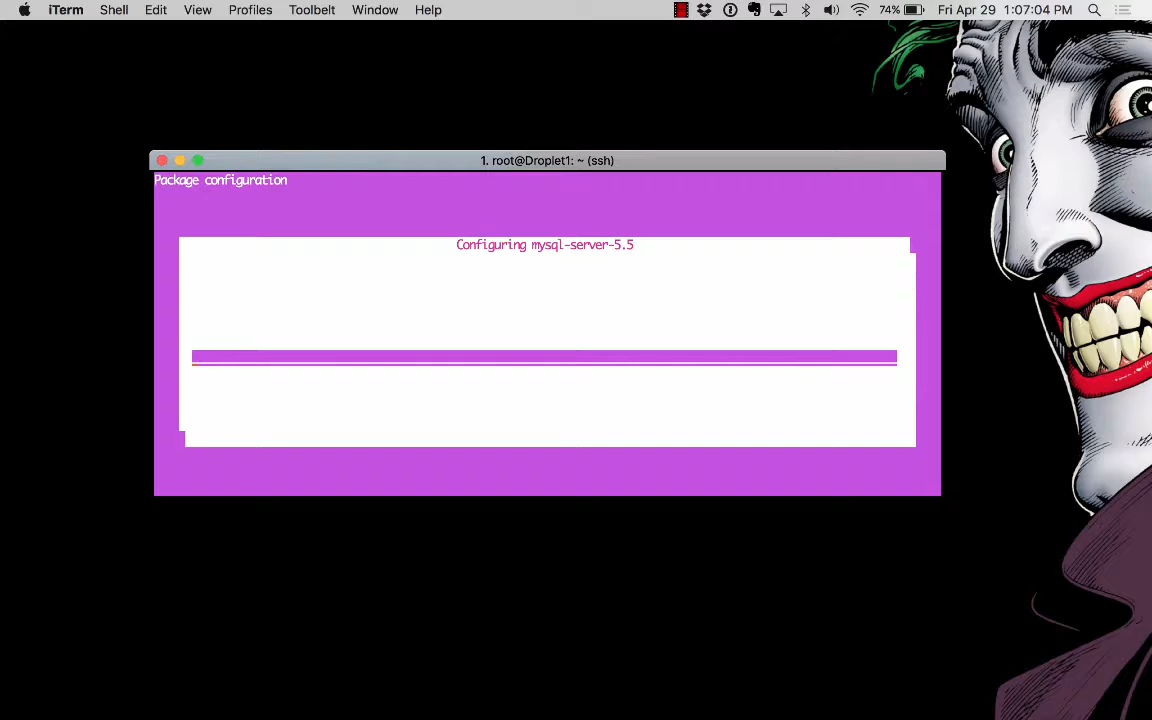 iTerm Shell Edit View Profiles Toolbelt Window Help 74% Fri Apr 29 1:07:04 PM
1. root@Droplet1: ~ (ssh)
Package configuration
Configuring mysql-server-5.5